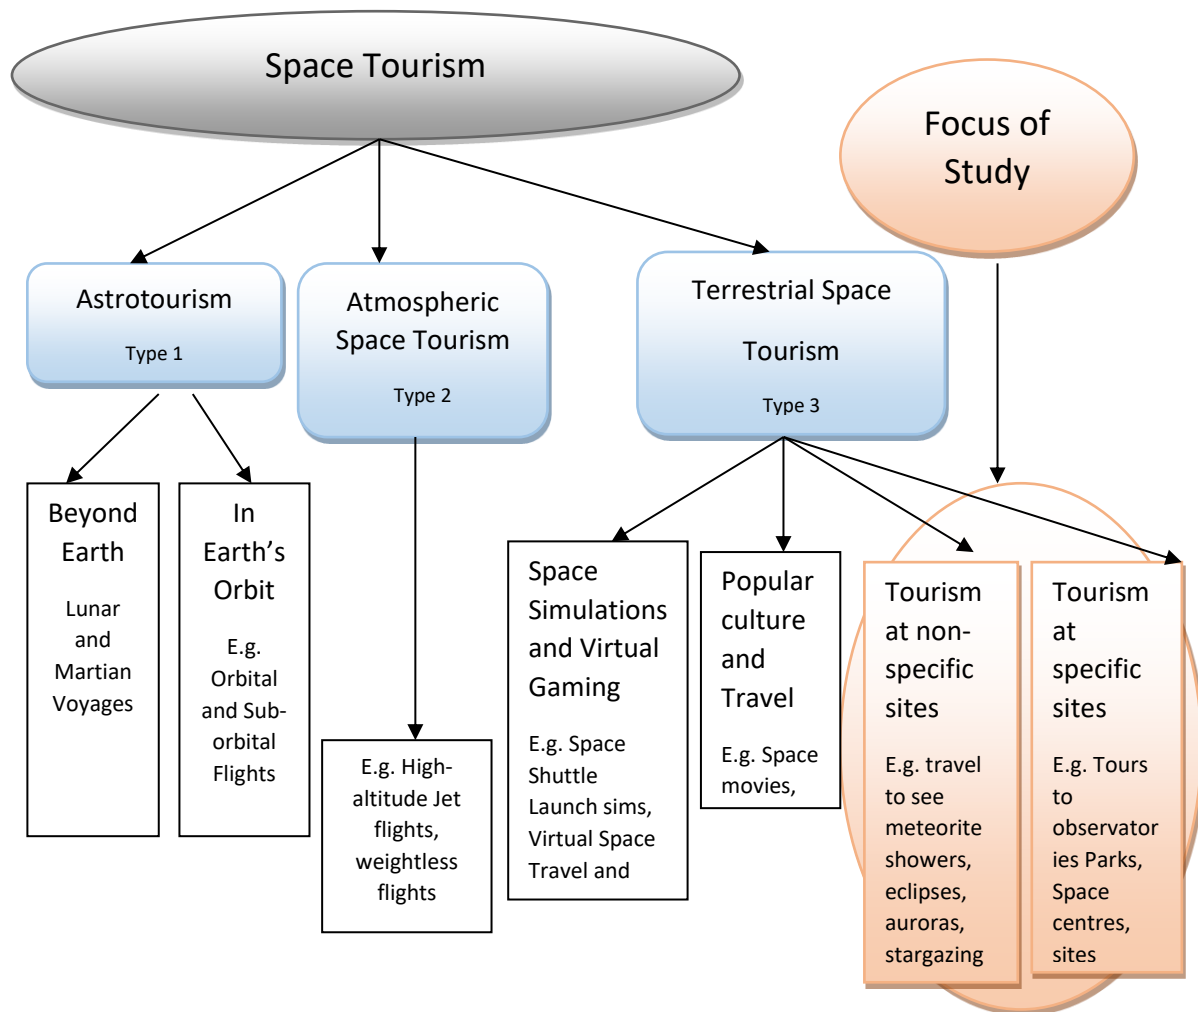 Space Tourism
Focus of
Study
Astrotourism
Type 1
Atmospheric
Space Tourism
Type 2
Terrestrial Space
Tourism
Type 3
Beyond
Earth
Lunar
and
Martian
Voyages
In
Earth’s
Orbit
E.g.
Orbital
and Sub-
orbital
Flights
E.g. High-
altitude Jet
flights,
weightless
flights
Space
Simulations
and Virtual
Gaming
E.g. Space
Shuttle
Launch sims,
Virtual Space
Travel and
Popular
culture
and
Travel
E.g. Space
movies,
Tourism
at non-
specific
sites
E.g. travel
to see
meteorite
showers,
eclipses,
auroras,
stargazing
Tourism
at
specific
sites
E.g. Tours
to
observator
ies Parks,
Space
centres,
sites